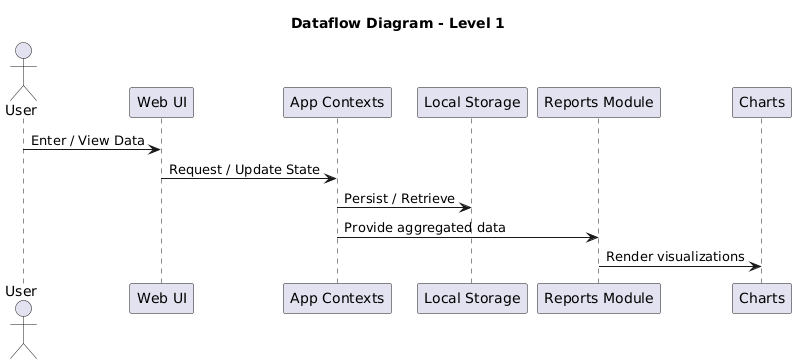 Dataflow Diagram - Level 1
User
Web UI
App Contexts
Local Storage
Reports Module
Charts
Enter / View Data
Request / Update State
Persist / Retrieve
Provide aggregated data
Render visualizations
User
Web UI
App Contexts
Local Storage
Reports Module
Charts